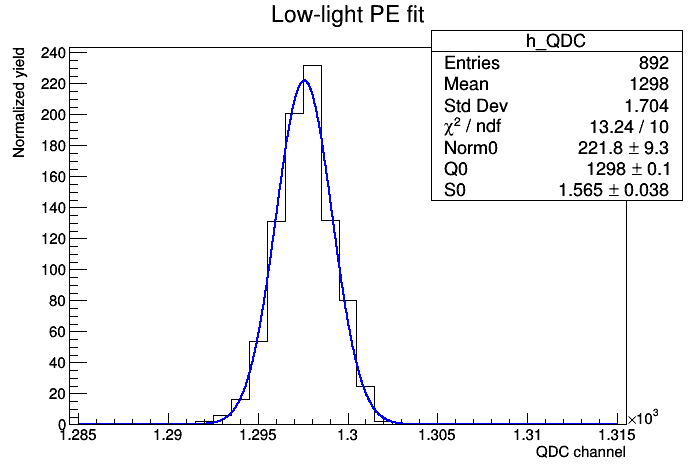 Low-light PE fit
h_QDC
Entries 892
Mean 1298
Std Dev 1.704
χ² / ndf 13.24 / 10
Norm0 221.8 ± 9.3
Q0 1298 ± 0.1
S0 1.565 ± 0.038
Normalized yield
240
220
200
180
160
140
120
100
80
60
40
20
0
1.285 1.29 1.295 1.3 1.305 1.31 1.315
×10³
QDC channel